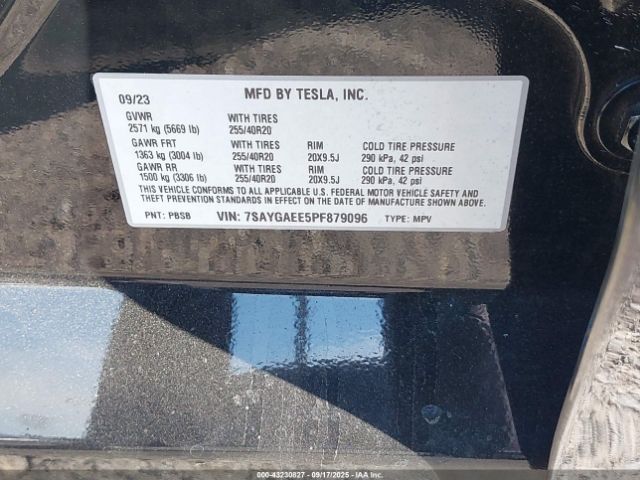 09/23 MFD BY TESLA, INC.
GVWR WITH TIRES
2571 kg (5669 lb) 255/40R20
GAWR FRT WITH TIRES RIM COLD TIRE PRESSURE
1363 kg (3004 lb) 255/40R20 20X9.5J 290 kPa, 42 psi
GAWR RR WITH TIRES RIM COLD TIRE PRESSURE
1500 kg (3306 lb) 255/40R20 20X9.5J 290 kPa, 42 psi
THIS VEHICLE CONFORMS TO ALL APPLICABLE U.S. FEDERAL MOTOR VEHICLE SAFETY AND
THEFT PREVENTION STANDARDS IN EFFECT ON THE DATE OF MANUFACTURE SHOWN ABOVE.
PNT: PBSB VIN: 7SAYGAEE5PF879096 TYPE: MPV
000-43230827 09/17/2025 IAAI.COM